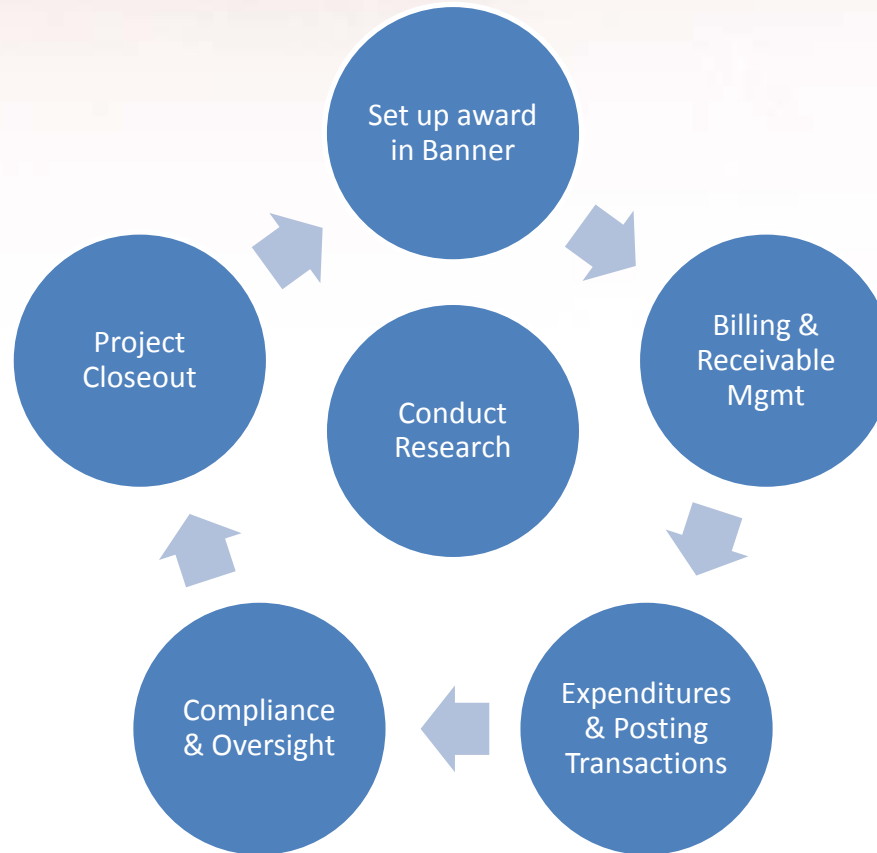 Set up award
in Banner
Billing &
Receivable
Mgmt
Expenditures
& Posting
Transactions
Compliance
& Oversight
Project
Closeout
Conduct
Research